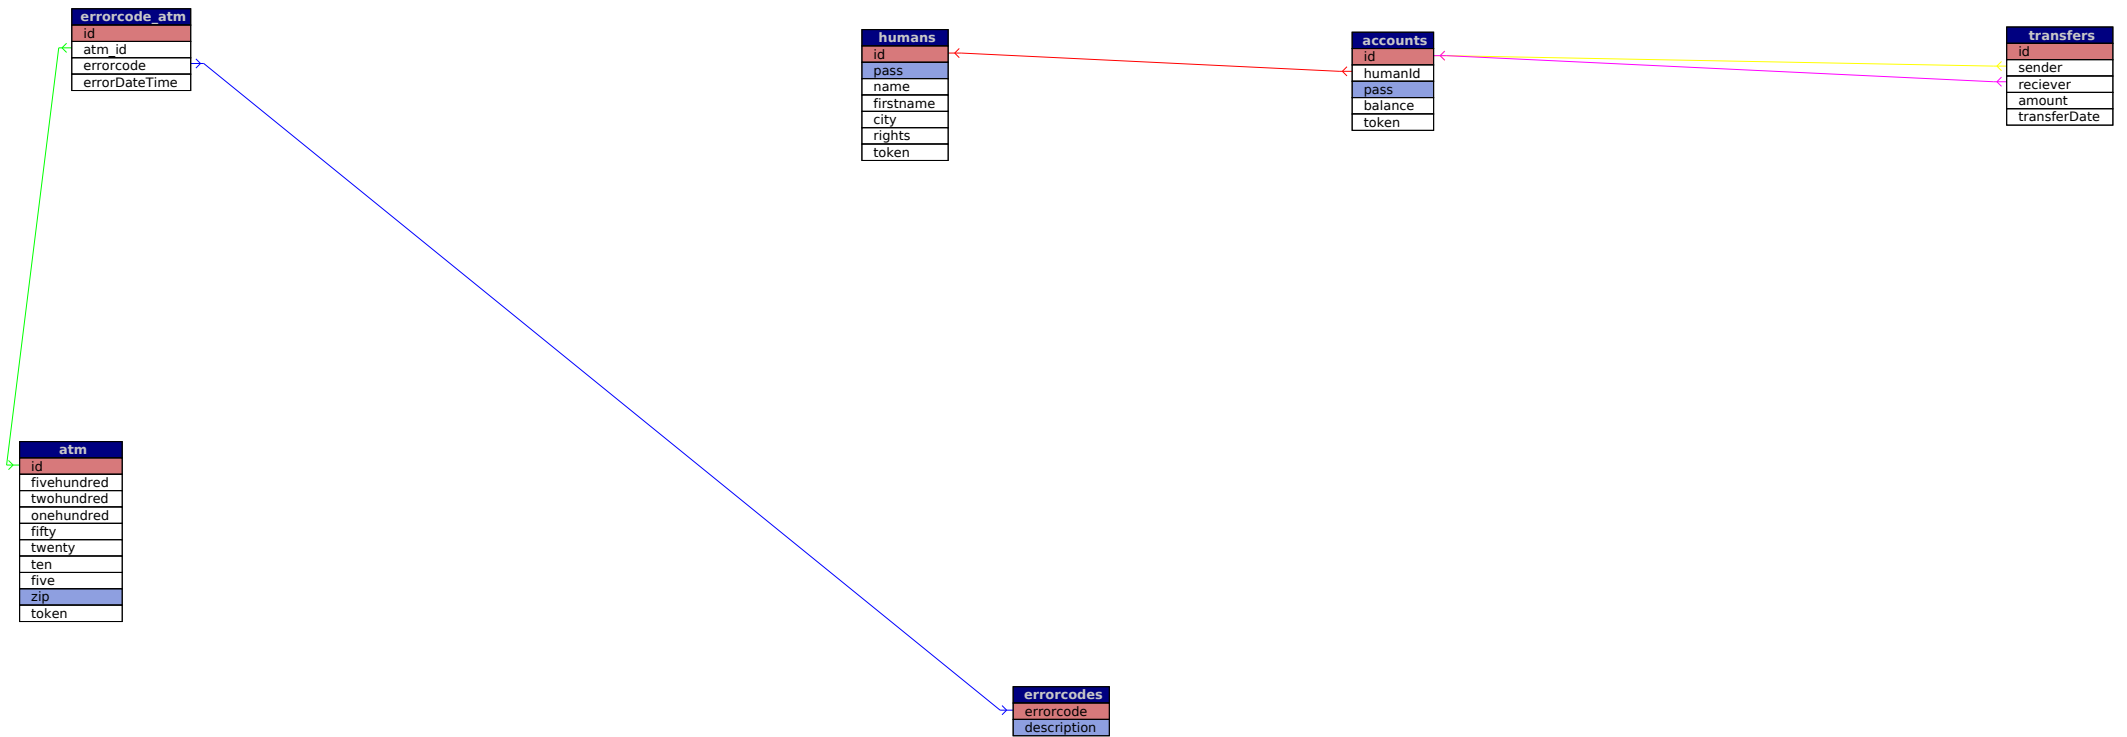 errorcode_atm
id
atm_id
errorcode
errorDateTime
humans
id
pass
name
firstname
city
rights
token
accounts
id
humanId
pass
balance
token
transfers
id
sender
reciever
amount
transferDate
atm
id
fivehundred
twohundred
onehundred
fifty
twenty
ten
five
zip
token
errorcodes
errorcode
description